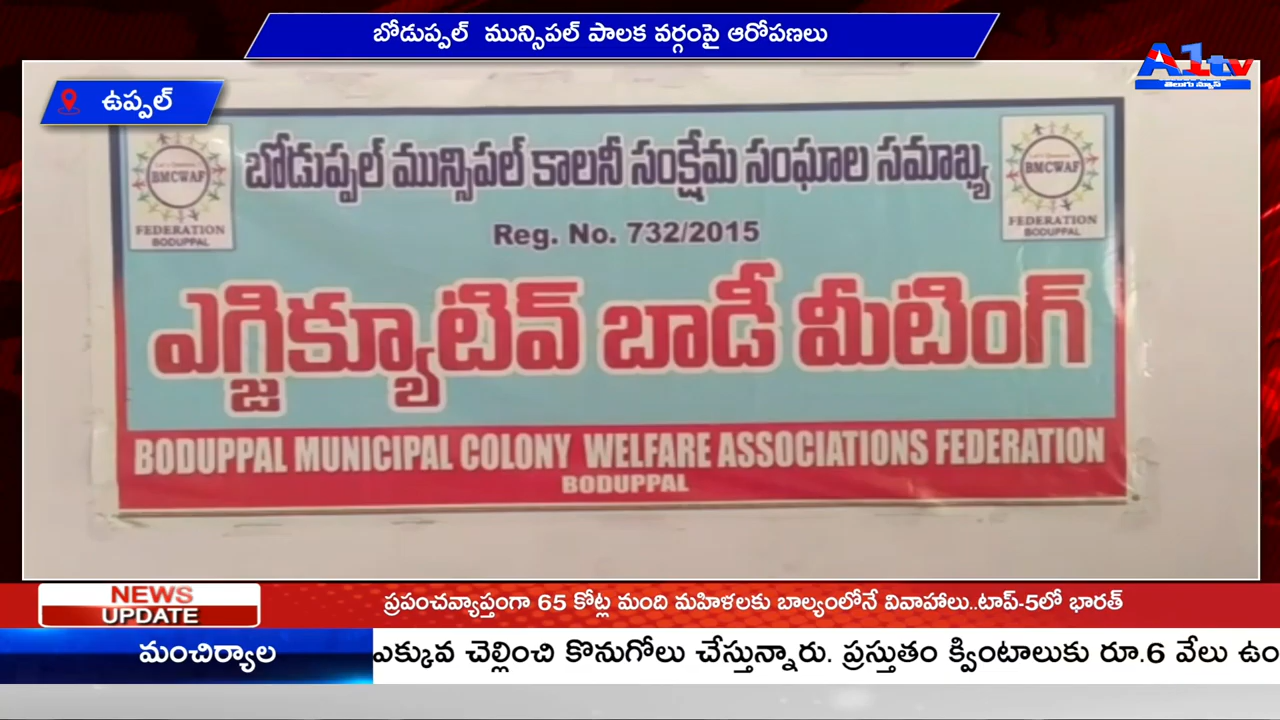 బోడుప్పల్ మున్సిపల్ పాలక వర్గంపై ఆరోపణలు
A1tv
తెలుగు న్యూస్
ఉప్పల్
బోడుప్పల్ మున్సిపల్ కాలనీ సంక్షేమ సంఘాల సమాఖ్య
BMCWAF
FEDERATION
BODUPPAL
BMCWAF
FEDERATION
BODUPPAL
Reg. No. 732/2015
ఎగ్జిక్యూటివ్ బాడీ మీటింగ్
BODUPPAL MUNICIPAL COLONY WELFARE ASSOCIATIONS FEDERATION
BODUPPAL
NEWS
UPDATE
ప్రపంచవ్యాప్తంగా 65 కోట్ల మంది మహిళలకు బాల్యంలోనే వివాహాలు..టాప్-5లో భారత్
మంచిర్యాల
ఎక్కువ చెల్లించి కొనుగోలు చేస్తున్నారు. ప్రస్తుతం క్వింటాలుకు రూ.6 వేలు ఉం